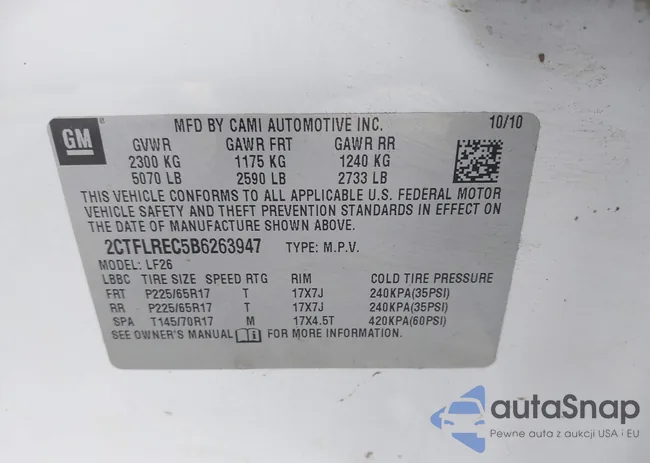 GM
MFD BY CAMI AUTOMOTIVE INC. 10/10
GVWR GAWR FRT GAWR RR
2300 KG 1175 KG 1240 KG
5070 LB 2590 LB 2733 LB
THIS VEHICLE CONFORMS TO ALL APPLICABLE U.S. FEDERAL MOTOR
VEHICLE SAFETY AND THEFT PREVENTION STANDARDS IN EFFECT ON
THE DATE OF MANUFACTURE SHOWN ABOVE.
2CTFLREC5B6263947 TYPE: M.P.V.
MODEL: LF26
LBBC TIRE SIZE SPEED RTG RIM COLD TIRE PRESSURE
FRT P225/65R17 T 17X7J 240KPA(35PSI)
RR P225/65R17 T 17X7J 240KPA(35PSI)
SPA T145/70R17 M 17X4.5T 420KPA(60PSI)
SEE OWNER'S MANUAL FOR MORE INFORMATION.
autaSnap
Pewne auta z aukcji USA i EU